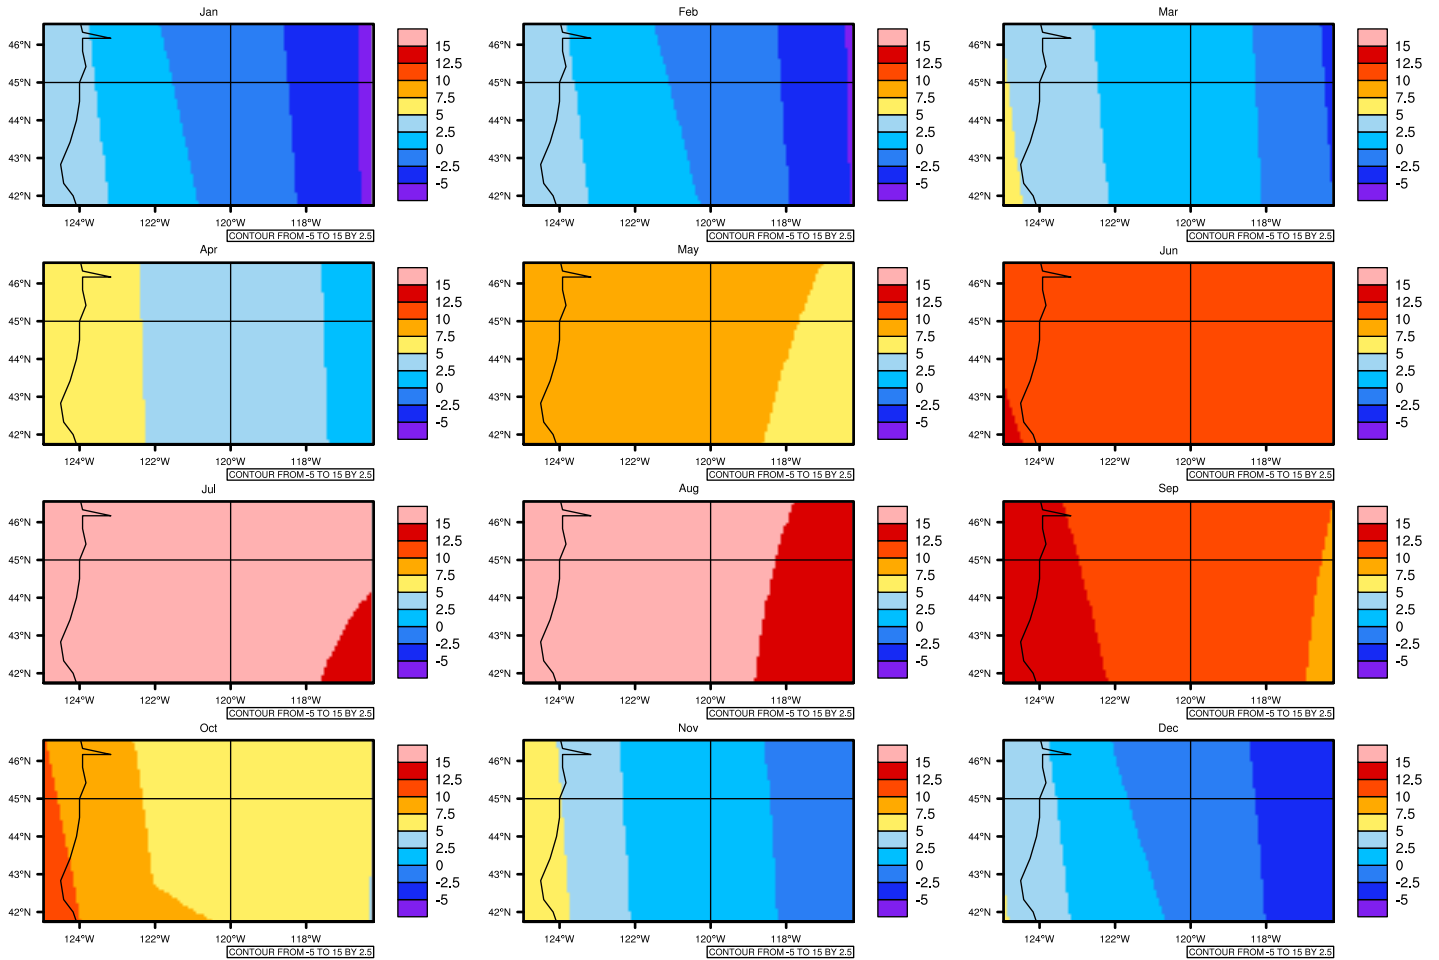 Jan Feb Mar
46°N 45°N 44°N 43°N 42°N 15 12.5 10 7.5 5 2.5 0 -2.5 -5 46°N 45°N 44°N 43°N 42°N 15 12.5 10 7.5 5 2.5 0 -2.5 -5 46°N 45°N 44°N 43°N 42°N 15 12.5 10 7.5 5 2.5 0 -2.5 -5
124°W 122°W 120°W 118°W 124°W 122°W 120°W 118°W 124°W 122°W 120°W 118°W
CONTOUR FROM -5 TO 15 BY 2.5 CONTOUR FROM -5 TO 15 BY 2.5 CONTOUR FROM -5 TO 15 BY 2.5
Apr May Jun
46°N 45°N 44°N 43°N 42°N 15 12.5 10 7.5 5 2.5 0 -2.5 -5 46°N 45°N 44°N 43°N 42°N 15 12.5 10 7.5 5 2.5 0 -2.5 -5 46°N 45°N 44°N 43°N 42°N 15 12.5 10 7.5 5 2.5 0 -2.5 -5
124°W 122°W 120°W 118°W 124°W 122°W 120°W 118°W 124°W 122°W 120°W 118°W
CONTOUR FROM -5 TO 15 BY 2.5 CONTOUR FROM -5 TO 15 BY 2.5 CONTOUR FROM -5 TO 15 BY 2.5
Jul Aug Sep
46°N 45°N 44°N 43°N 42°N 15 12.5 10 7.5 5 2.5 0 -2.5 -5 46°N 45°N 44°N 43°N 42°N 15 12.5 10 7.5 5 2.5 0 -2.5 -5 46°N 45°N 44°N 43°N 42°N 15 12.5 10 7.5 5 2.5 0 -2.5 -5
124°W 122°W 120°W 118°W 124°W 122°W 120°W 118°W 124°W 122°W 120°W 118°W
CONTOUR FROM -5 TO 15 BY 2.5 CONTOUR FROM -5 TO 15 BY 2.5 CONTOUR FROM -5 TO 15 BY 2.5
Oct Nov Dec
46°N 45°N 44°N 43°N 42°N 15 12.5 10 7.5 5 2.5 0 -2.5 -5 46°N 45°N 44°N 43°N 42°N 15 12.5 10 7.5 5 2.5 0 -2.5 -5 46°N 45°N 44°N 43°N 42°N 15 12.5 10 7.5 5 2.5 0 -2.5 -5
124°W 122°W 120°W 118°W 124°W 122°W 120°W 118°W 124°W 122°W 120°W 118°W
CONTOUR FROM -5 TO 15 BY 2.5 CONTOUR FROM -5 TO 15 BY 2.5 CONTOUR FROM -5 TO 15 BY 2.5